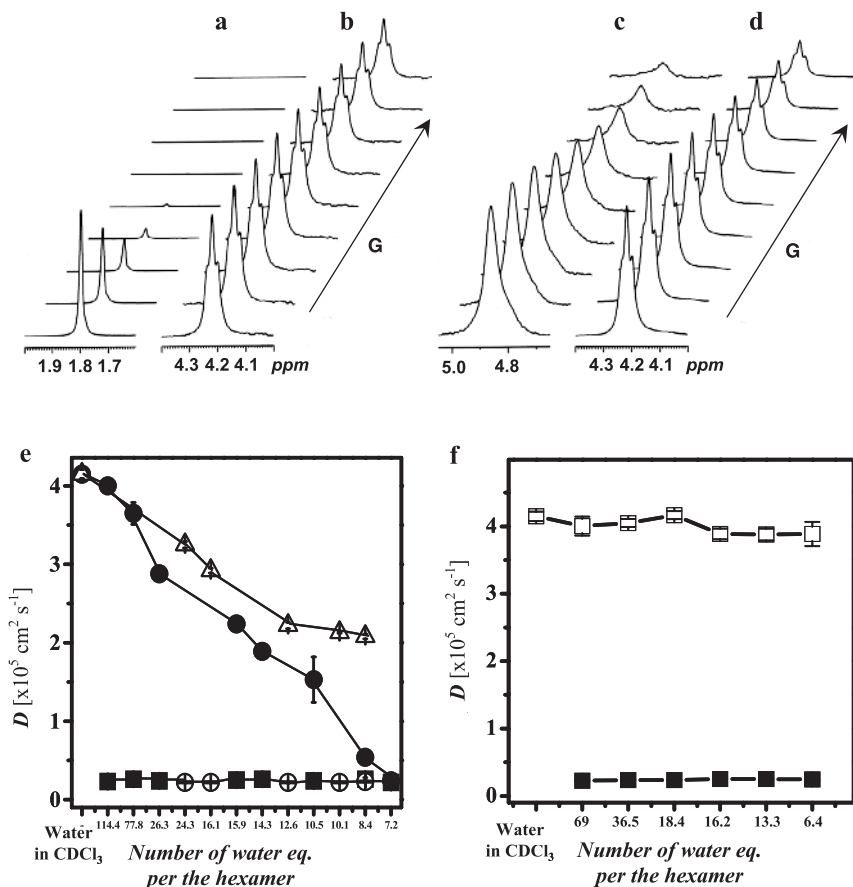 a
b
c
d
G
G
1.9 1.8 1.7
4.3 4.2 4.1 ppm
5.0 4.8
4.3 4.2 4.1 ppm
e
4
3
2
1
0
D [x10⁵ cm² s⁻¹]
- 114.4 77.8 26.3 24.3 16.1 15.9 14.3 12.6 10.5 10.1 8.4 7.2
Water
in CDCl₃
Number of water eq.
per the hexamer
f
4
3
2
1
0
D [x10⁵ cm² s⁻¹]
69 36.5 18.4 16.2 13.3 6.4
Water
in CDCl₃
Number of water eq.
per the hexamer